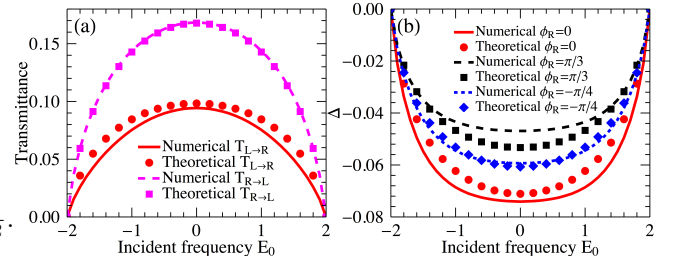 (a)
Transmittance
0.15
0.10
0.05
0.00
Numerical T_{L→R}
Theoretical T_{L→R}
Numerical T_{R→L}
Theoretical T_{R→L}
−2 −1 0 1 2
Incident frequency E_0
(b)
Δ
0.00
−0.02
−0.04
−0.06
−0.08
Numerical ϕ_R=0
Theoretical ϕ_R=0
Numerical ϕ_R=π/3
Theoretical ϕ_R=π/3
Numerical ϕ_R=−π/4
Theoretical ϕ_R=−π/4
−2 −1 0 1 2
Incident frequency E_0